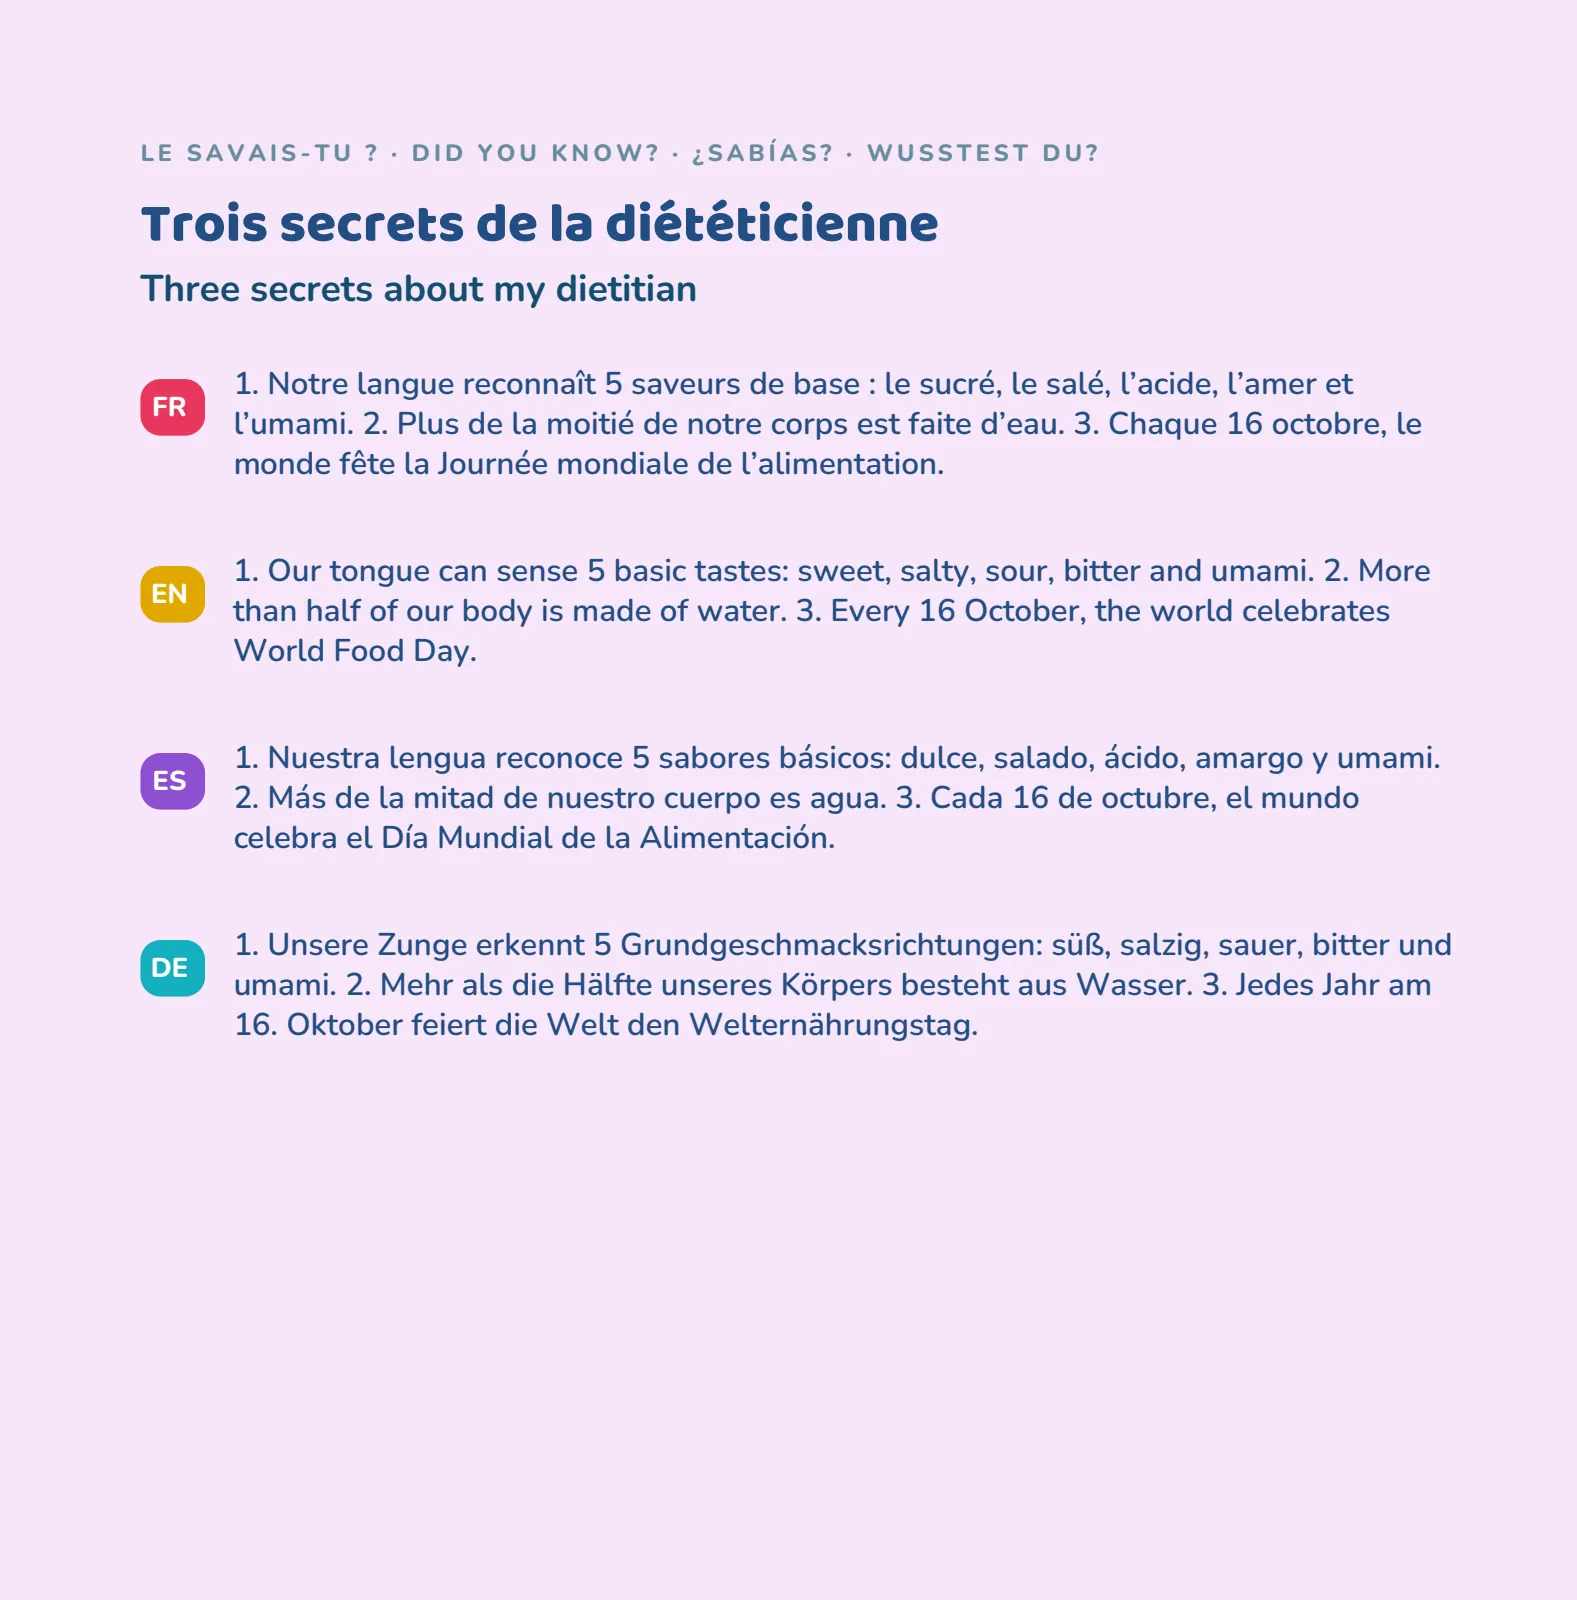 LE SAVAIS-TU ? · DID YOU KNOW? · ¿SABÍAS? · WUSSTEST DU?
Trois secrets de la diététicienne
Three secrets about my dietitian
FR
1. Notre langue reconnaît 5 saveurs de base : le sucré, le salé, l’acide, l’amer et
l’umami. 2. Plus de la moitié de notre corps est faite d’eau. 3. Chaque 16 octobre, le
monde fête la Journée mondiale de l’alimentation.
EN
1. Our tongue can sense 5 basic tastes: sweet, salty, sour, bitter and umami. 2. More
than half of our body is made of water. 3. Every 16 October, the world celebrates
World Food Day.
ES
1. Nuestra lengua reconoce 5 sabores básicos: dulce, salado, ácido, amargo y umami.
2. Más de la mitad de nuestro cuerpo es agua. 3. Cada 16 de octubre, el mundo
celebra el Día Mundial de la Alimentación.
DE
1. Unsere Zunge erkennt 5 Grundgeschmacksrichtungen: süß, salzig, sauer, bitter und
umami. 2. Mehr als die Hälfte unseres Körpers besteht aus Wasser. 3. Jedes Jahr am
16. Oktober feiert die Welt den Welternährungstag.